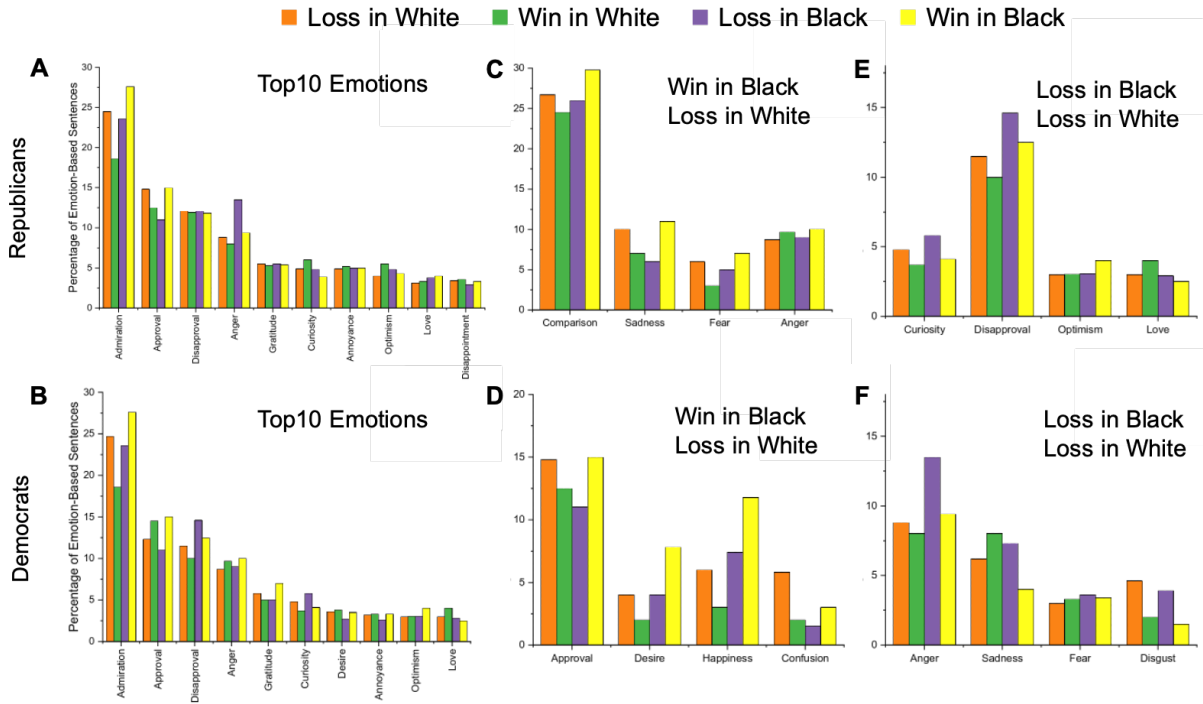 Loss in White Win in White Loss in Black Win in Black
Republicans
A
Top10 Emotions
Percentage of Emotion-Based Sentences
30
25
20
15
10
5
0
Admiration Approval Disapproval Anger Gratitude Curiosity Annoyance Optimism Love Disappointment
C
Win in Black
Loss in White
30
25
20
15
10
5
0
Comparison Sadness Fear Anger
E
Loss in Black
Loss in White
15
10
5
0
Curiosity Disapproval Optimism Love
Democrats
B
Top10 Emotions
Percentage of Emotion-Based Sentences
30
25
20
15
10
5
0
Admiration Approval Disapproval Anger Gratitude Curiosity Desire Annoyance Optimism Love
D
Win in Black
Loss in White
20
15
10
5
0
Approval Desire Happiness Confusion
F
Loss in Black
Loss in White
15
10
5
0
Anger Sadness Fear Disgust